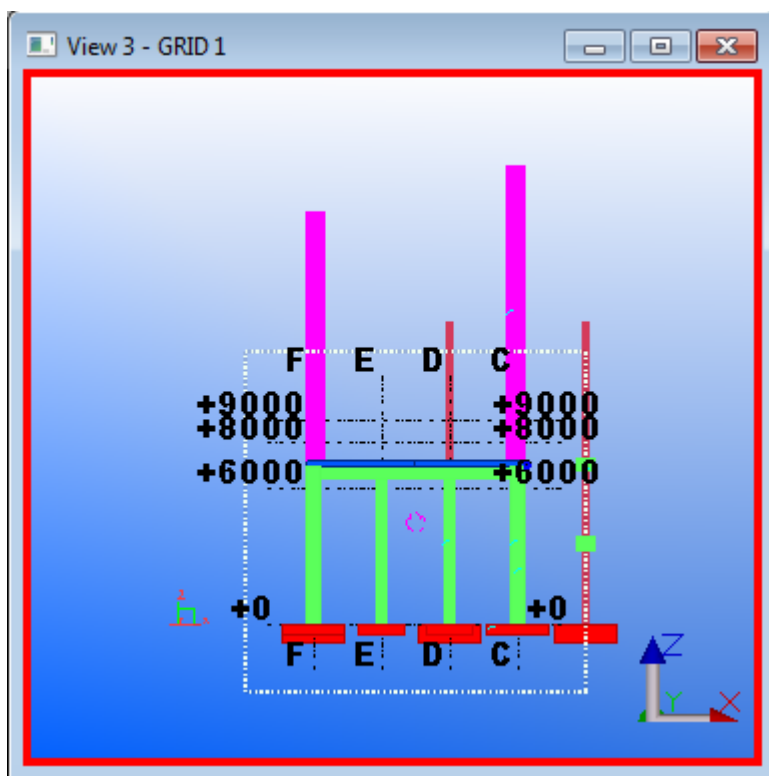 View 3 - GRID 1
F E D C
+9000 +9000
+8000 +8000
+6000 +6000
+0 +0
F E D C
Z
Y X